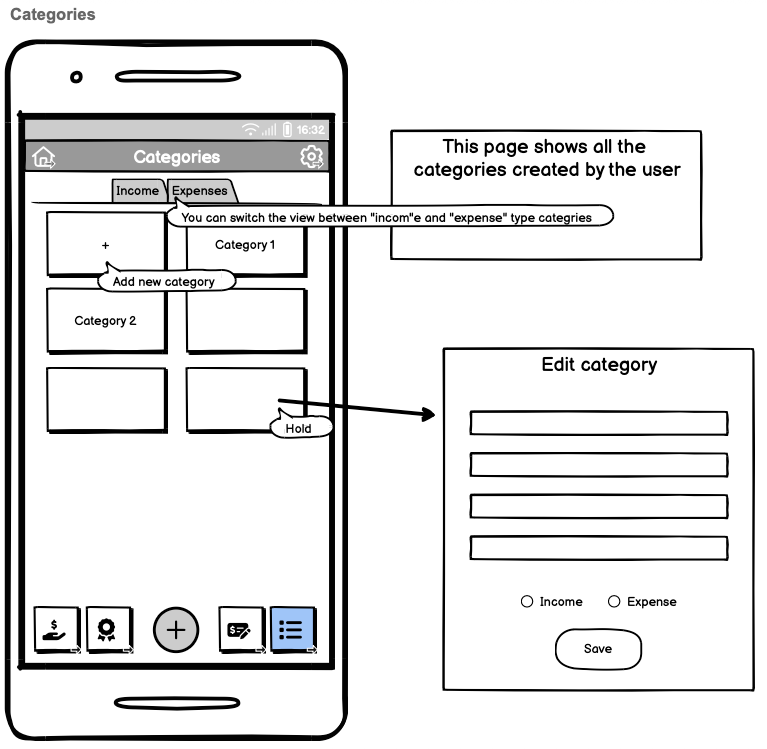 Categories
16:32
Categories
This page shows all the
categories created by the user
Income
Expenses
You can switch the view between "incom"e and "expense" type categries
+
Category 1
Add new category
Category 2
Hold
Edit category
Income
Expense
Save
$
+
$